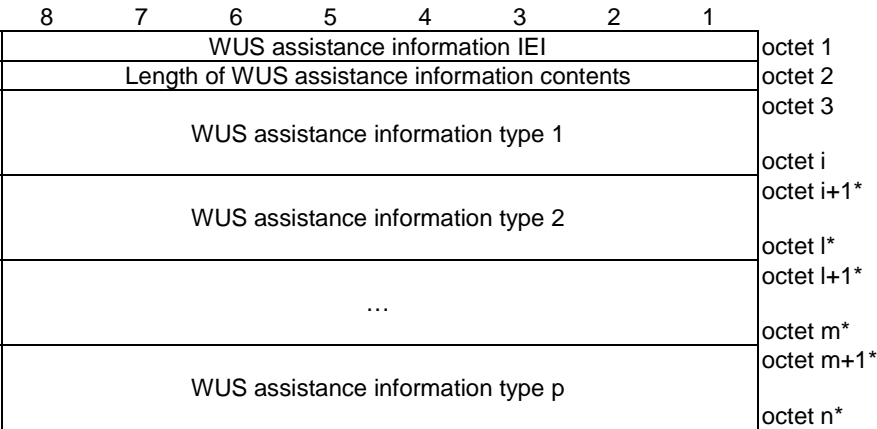 8 7 6 5 4 3 2 1
WUS assistance information IEI octet 1
Length of WUS assistance information contents octet 2
octet 3
WUS assistance information type 1
octet i
octet i+1*
WUS assistance information type 2
octet l*
octet l+1*
…
octet m*
octet m+1*
WUS assistance information type p
octet n*